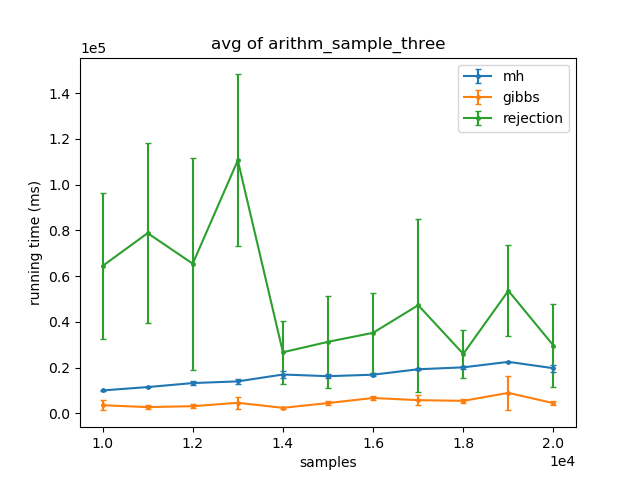 avg of arithm_sample_three
1e5
mh
gibbs
rejection
1.4
1.2
1.0
0.8
0.6
0.4
0.2
0.0
running time (ms)
1.0 1.2 1.4 1.6 1.8 2.0
samples
1e4